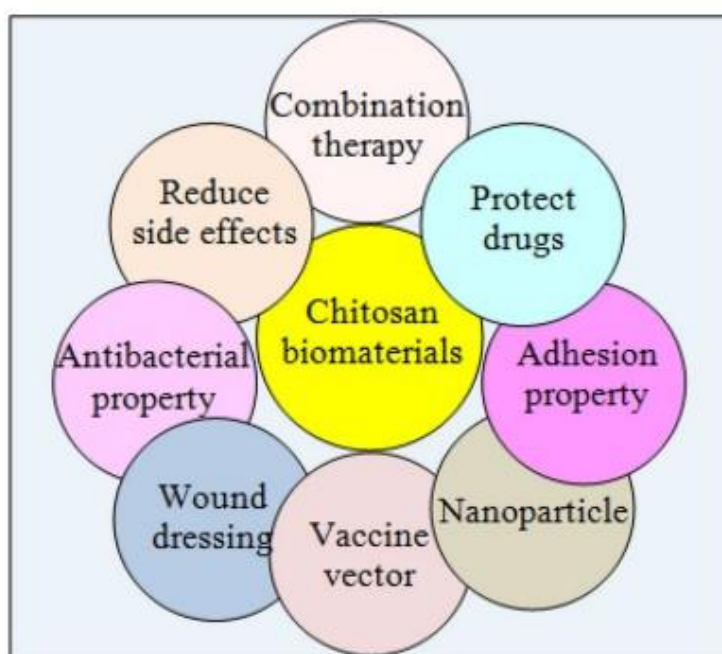 Combination
therapy
Reduce
side effects
Protect
drugs
Chitosan
biomaterials
Antibacterial
property
Adhesion
property
Wound
dressing
Nanoparticle
Vaccine
vector